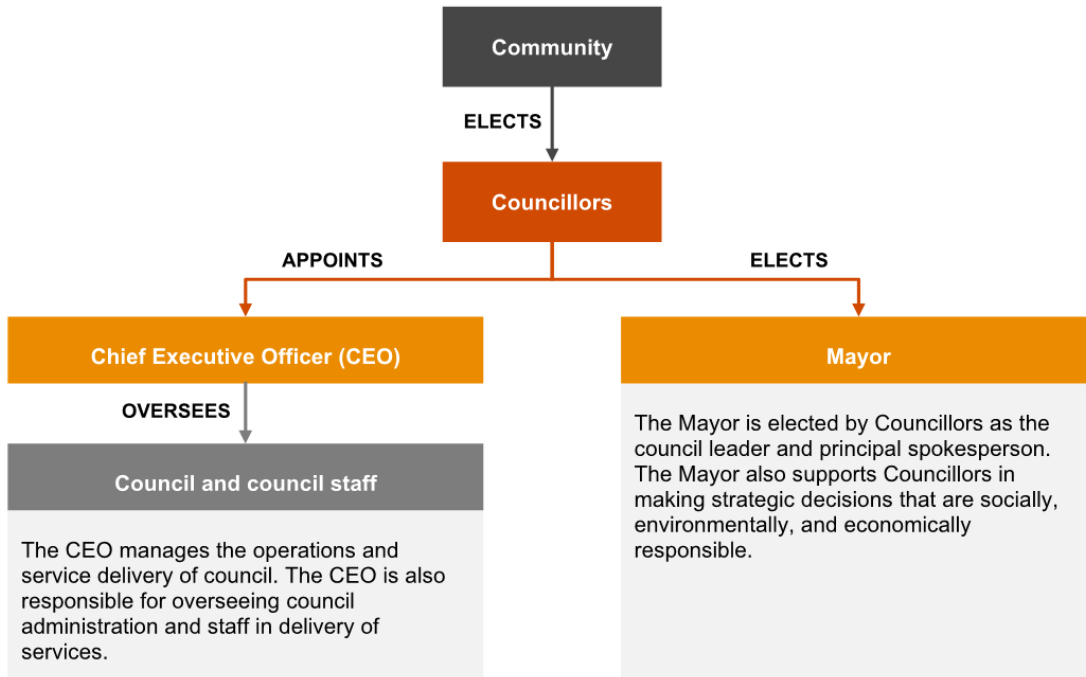 Community
ELECTS
Councillors
APPOINTS
ELECTS
Chief Executive Officer (CEO)
OVERSEES
Council and council staff
The CEO manages the operations and
service delivery of council. The CEO is also
responsible for overseeing council
administration and staff in delivery of
services.
Mayor
The Mayor is elected by Councillors as the
council leader and principal spokesperson.
The Mayor also supports Councillors in
making strategic decisions that are socially,
environmentally, and economically
responsible.